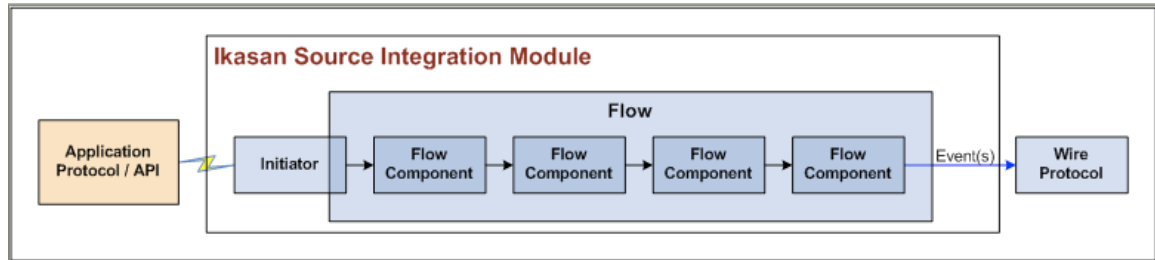 Ikasan Source Integration Module
Flow
Application
Protocol / API
Initiator
Flow
Component
Flow
Component
Flow
Component
Flow
Component
Event(s)
Wire
Protocol